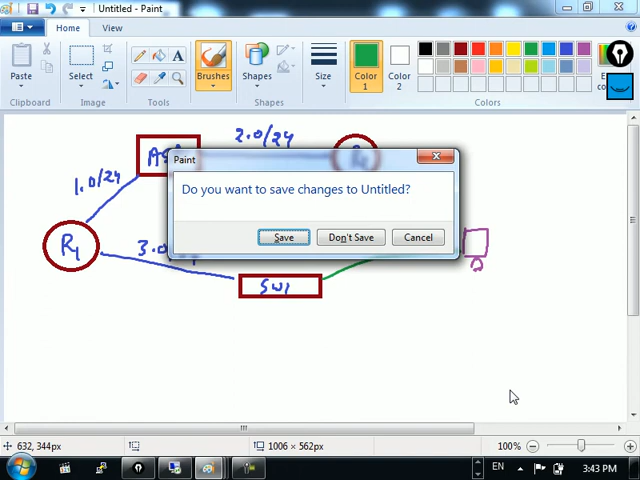 Untitled - Paint
Home
View
Paste
Select
Brushes
Shapes
Size
Color
1
Color
2
Clipboard
Image
Tools
Shapes
Colors
2.0/24
1.0/24
R1
3.0
SW1
Paint
Do you want to save changes to Untitled?
Save
Don't Save
Cancel
632, 344px
1006 × 562px
100%
EN
3:43 PM